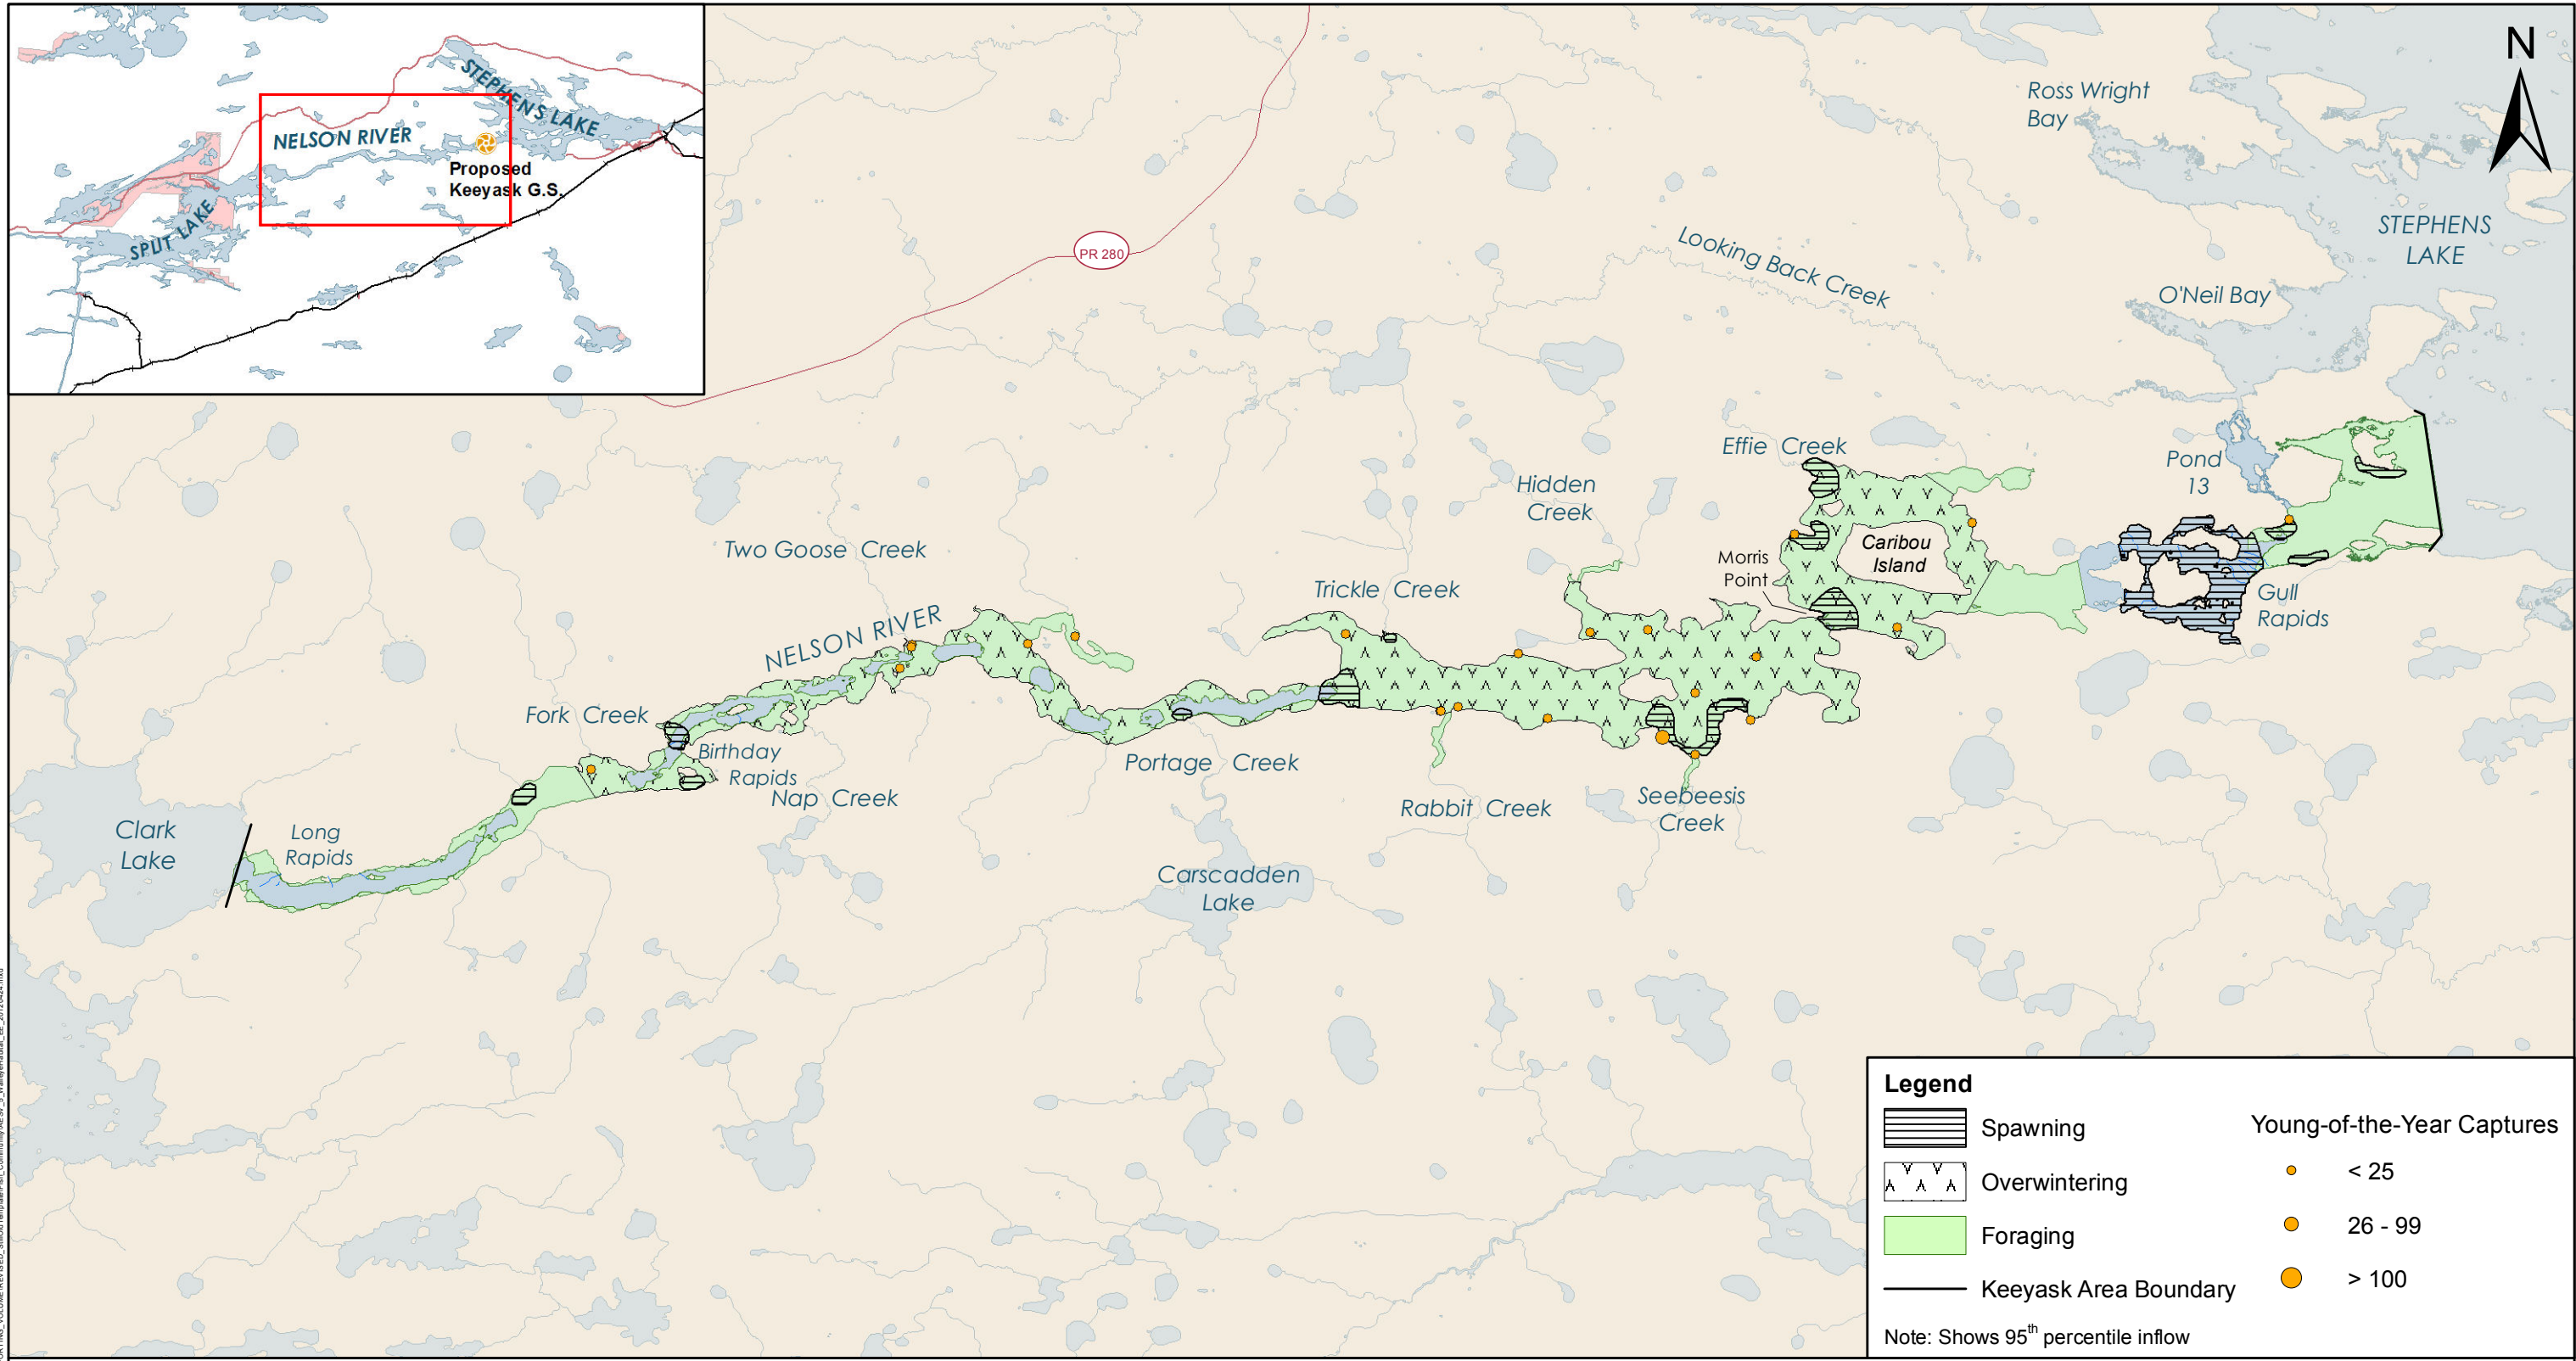 STEPHENS LAKE
NELSON RIVER
Proposed
Keeyask G.S.
SPLIT LAKE
N
Ross Wright
Bay
STEPHENS
LAKE
PR 280
Looking Back Creek
O'Neil Bay
Effie Creek
Pond
13
Hidden
Creek
Caribou
Island
Morris
Point
Two Goose Creek
Trickle Creek
Gull
Rapids
NELSON RIVER
Fork Creek
Birthday
Rapids
Nap Creek
Portage Creek
Rabbit Creek
Seebeesis
Creek
Clark
Lake
Long
Rapids
Carscadden
Lake
Legend
Spawning
Overwintering
Foraging
Keeyask Area Boundary
Young-of-the-Year Captures
< 25
26 - 99
> 100
Note: Shows 95th percentile inflow